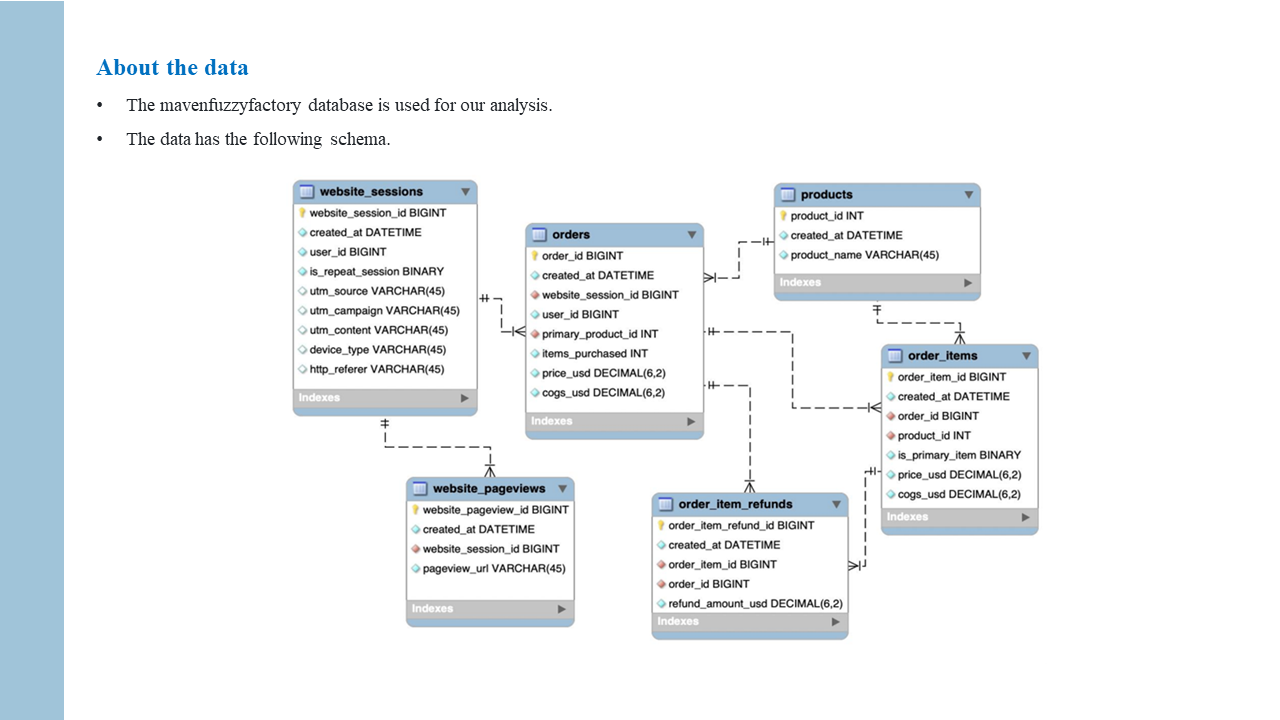 About the data
• The mavenfuzzyfactory database is used for our analysis.
• The data has the following schema.
website_sessions
website_session_id BIGINT
created_at DATETIME
user_id BIGINT
is_repeat_session BINARY
utm_source VARCHAR(45)
utm_campaign VARCHAR(45)
utm_content VARCHAR(45)
device_type VARCHAR(45)
http_referer VARCHAR(45)
Indexes
orders
order_id BIGINT
created_at DATETIME
website_session_id BIGINT
user_id BIGINT
primary_product_id INT
items_purchased INT
price_usd DECIMAL(6,2)
cogs_usd DECIMAL(6,2)
Indexes
products
product_id INT
created_at DATETIME
product_name VARCHAR(45)
Indexes
order_items
order_item_id BIGINT
created_at DATETIME
order_id BIGINT
product_id INT
is_primary_item BINARY
price_usd DECIMAL(6,2)
cogs_usd DECIMAL(6,2)
Indexes
website_pageviews
website_pageview_id BIGINT
created_at DATETIME
website_session_id BIGINT
pageview_url VARCHAR(45)
Indexes
order_item_refunds
order_item_refund_id BIGINT
created_at DATETIME
order_item_id BIGINT
order_id BIGINT
refund_amount_usd DECIMAL(6,2)
Indexes